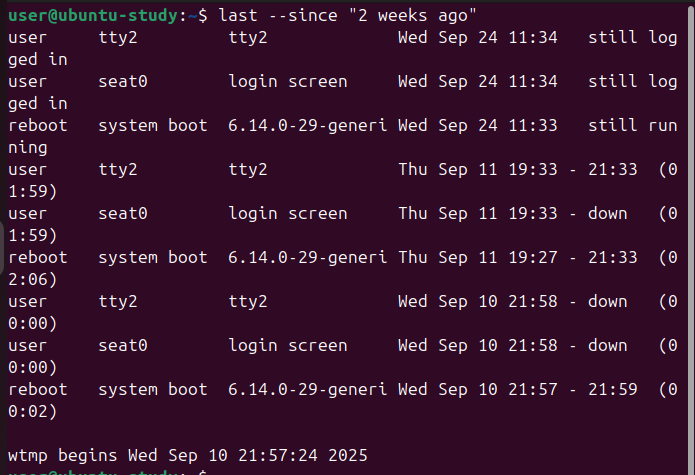 user@ubuntu-study:~$ last --since "2 weeks ago"
user     tty2         tty2             Wed Sep 24 11:34   still log
ged in
user     seat0        login screen     Wed Sep 24 11:34   still log
ged in
reboot   system boot  6.14.0-29-generi Wed Sep 24 11:33   still run
ning
user     tty2         tty2             Thu Sep 11 19:33 - 21:33  (0
1:59)
user     seat0        login screen     Thu Sep 11 19:33 - down   (0
1:59)
reboot   system boot  6.14.0-29-generi Thu Sep 11 19:27 - 21:33  (0
2:06)
user     tty2         tty2             Wed Sep 10 21:58 - down   (0
0:00)
user     seat0        login screen     Wed Sep 10 21:58 - down   (0
0:00)
reboot   system boot  6.14.0-29-generi Wed Sep 10 21:57 - 21:59  (0
0:02)

wtmp begins Wed Sep 10 21:57:24 2025
user@ubuntu-study:~$